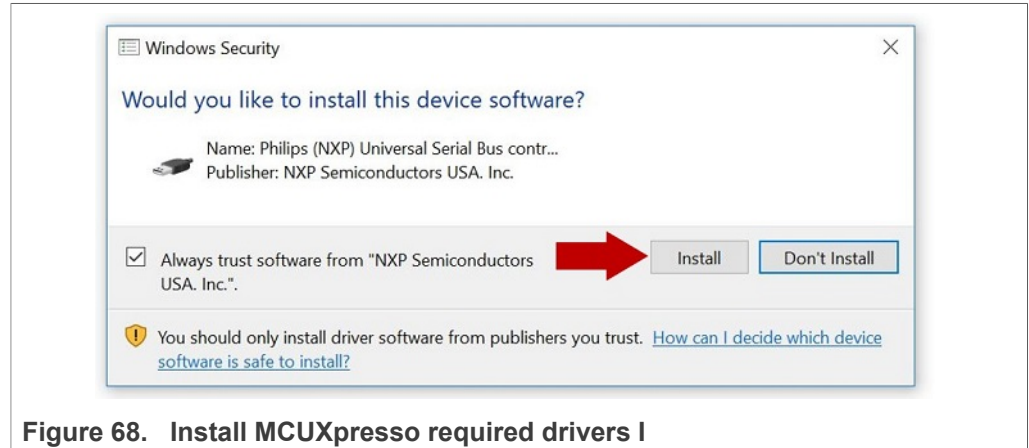 Windows Security
Would you like to install this device software?
Name: Philips (NXP) Universal Serial Bus contr...
Publisher: NXP Semiconductors USA. Inc.
Always trust software from "NXP Semiconductors
USA. Inc.".
Install
Don't Install
You should only install driver software from publishers you trust. How can I decide which device
software is safe to install?
Figure 68. Install MCUXpresso required drivers I